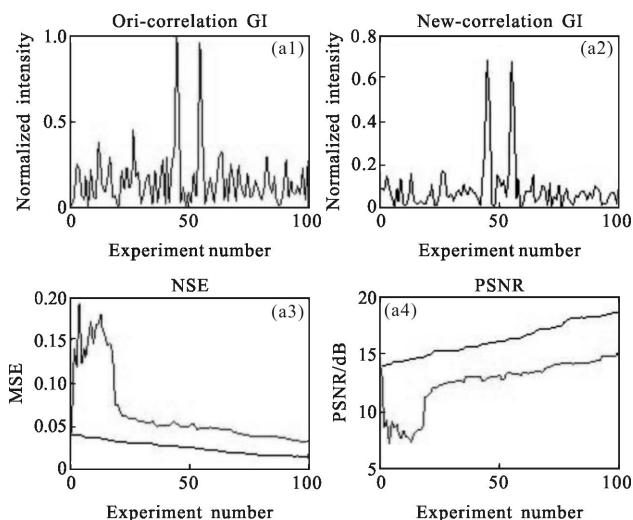 Ori-correlation GI
New-correlation GI
(a1)
(a2)
Normalized intensity
1.0
0.5
0
Normalized intensity
0.8
0.6
0.4
0.2
0
0
50
100
0
50
100
Experiment number
Experiment number
NSE
PSNR
(a3)
(a4)
MSE
0.20
0.15
0.10
0.05
0
PSNR/dB
20
15
10
5
0
50
100
0
50
100
Experiment number
Experiment number